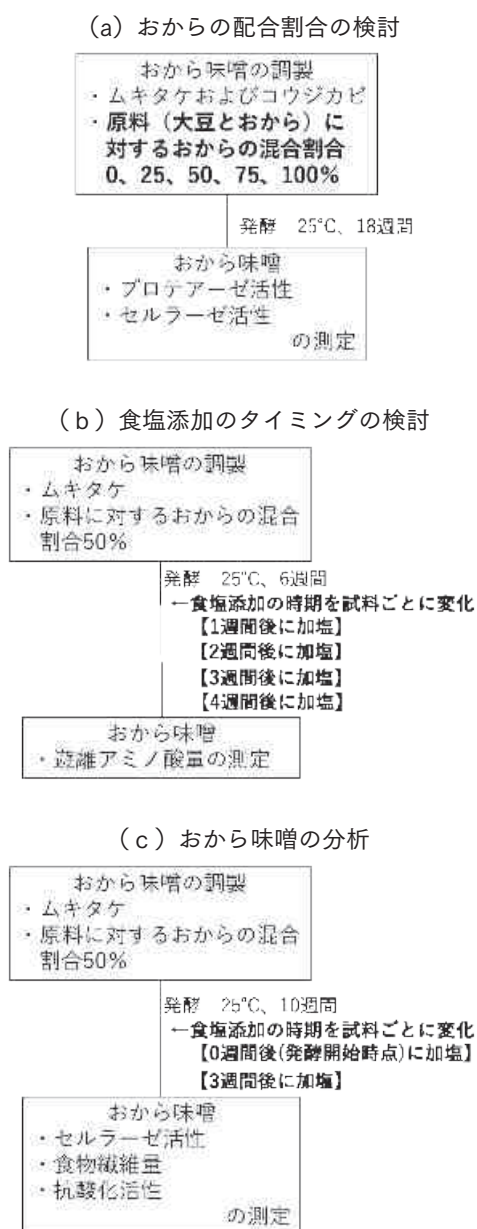 (a) おからの配合割合の検討
おから味噌の調製
・ムキタケおよびコウジカビ
・原料（大豆とおから）に
対するおからの混合割合
0、25、50、75、100%
発酵　25°C、18週間
おから味噌
・プロテアーゼ活性
・セルラーゼ活性
の測定
（ｂ）食塩添加のタイミングの検討
おから味噌の調製
・ムキタケ
・原料に対するおからの混合
割合50%
発酵　25°C、6週間
←食塩添加の時期を試料ごとに変化
【1週間後に加塩】
【2週間後に加塩】
【3週間後に加塩】
【4週間後に加塩】
おから味噌
・遊離アミノ酸量の測定
（ｃ）おから味噌の分析
おから味噌の調製
・ムキタケ
・原料に対するおからの混合
割合50%
発酵　25°C、10週間
←食塩添加の時期を試料ごとに変化
【0週間後(発酵開始時点)に加塩】
【3週間後に加塩】
おから味噌
・セルラーゼ活性
・食物繊維量
・抗酸化活性
の測定